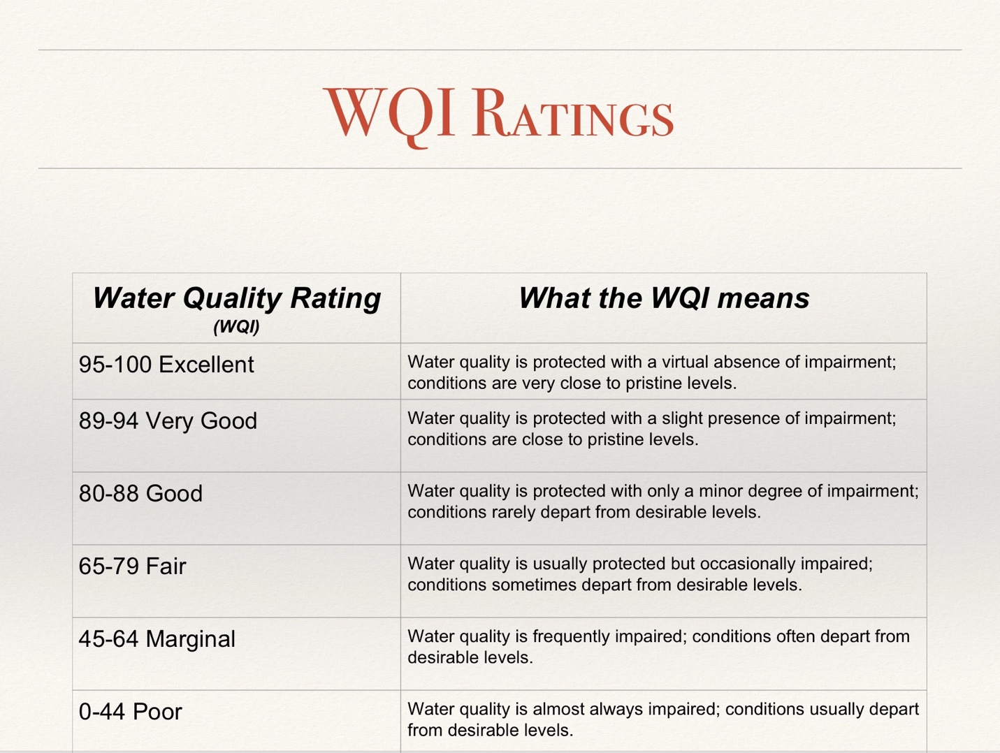 WQI Ratings
Water Quality Rating
(WQI)
What the WQI means
95-100 Excellent
Water quality is protected with a virtual absence of impairment;
conditions are very close to pristine levels.
89-94 Very Good
Water quality is protected with a slight presence of impairment;
conditions are close to pristine levels.
80-88 Good
Water quality is protected with only a minor degree of impairment;
conditions rarely depart from desirable levels.
65-79 Fair
Water quality is usually protected but occasionally impaired;
conditions sometimes depart from desirable levels.
45-64 Marginal
Water quality is frequently impaired; conditions often depart from
desirable levels.
0-44 Poor
Water quality is almost always impaired; conditions usually depart
from desirable levels.